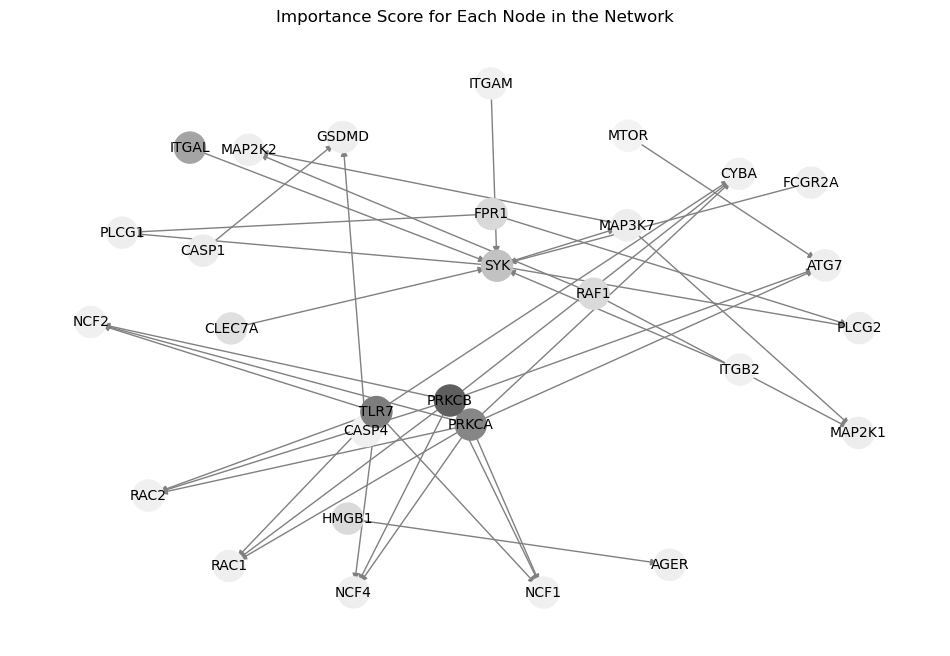 Importance Score for Each Node in the Network
ITGAM
MTOR
GSDMD
ITGAL
MAP2K2
CYBA
FCGR2A
FPR1
MAP3K7
PLCG1
CASP1
SYK
ATG7
RAF1
NCF2
CLEC7A
PLCG2
ITGB2
PRKCB
TLR7
PRKCA
CASP4
MAP2K1
RAC2
HMGB1
RAC1
AGER
NCF4
NCF1